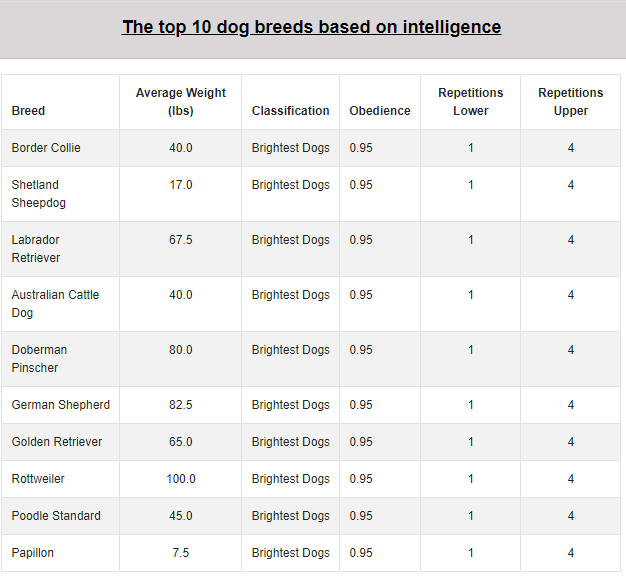 The top 10 dog breeds based on intelligence
Breed Average Weight (lbs) Classification Obedience Repetitions Lower Repetitions Upper
Border Collie 40.0 Brightest Dogs 0.95 1 4
Shetland Sheepdog 17.0 Brightest Dogs 0.95 1 4
Labrador Retriever 67.5 Brightest Dogs 0.95 1 4
Australian Cattle Dog 40.0 Brightest Dogs 0.95 1 4
Doberman Pinscher 80.0 Brightest Dogs 0.95 1 4
German Shepherd 82.5 Brightest Dogs 0.95 1 4
Golden Retriever 65.0 Brightest Dogs 0.95 1 4
Rottweiler 100.0 Brightest Dogs 0.95 1 4
Poodle Standard 45.0 Brightest Dogs 0.95 1 4
Papillon 7.5 Brightest Dogs 0.95 1 4